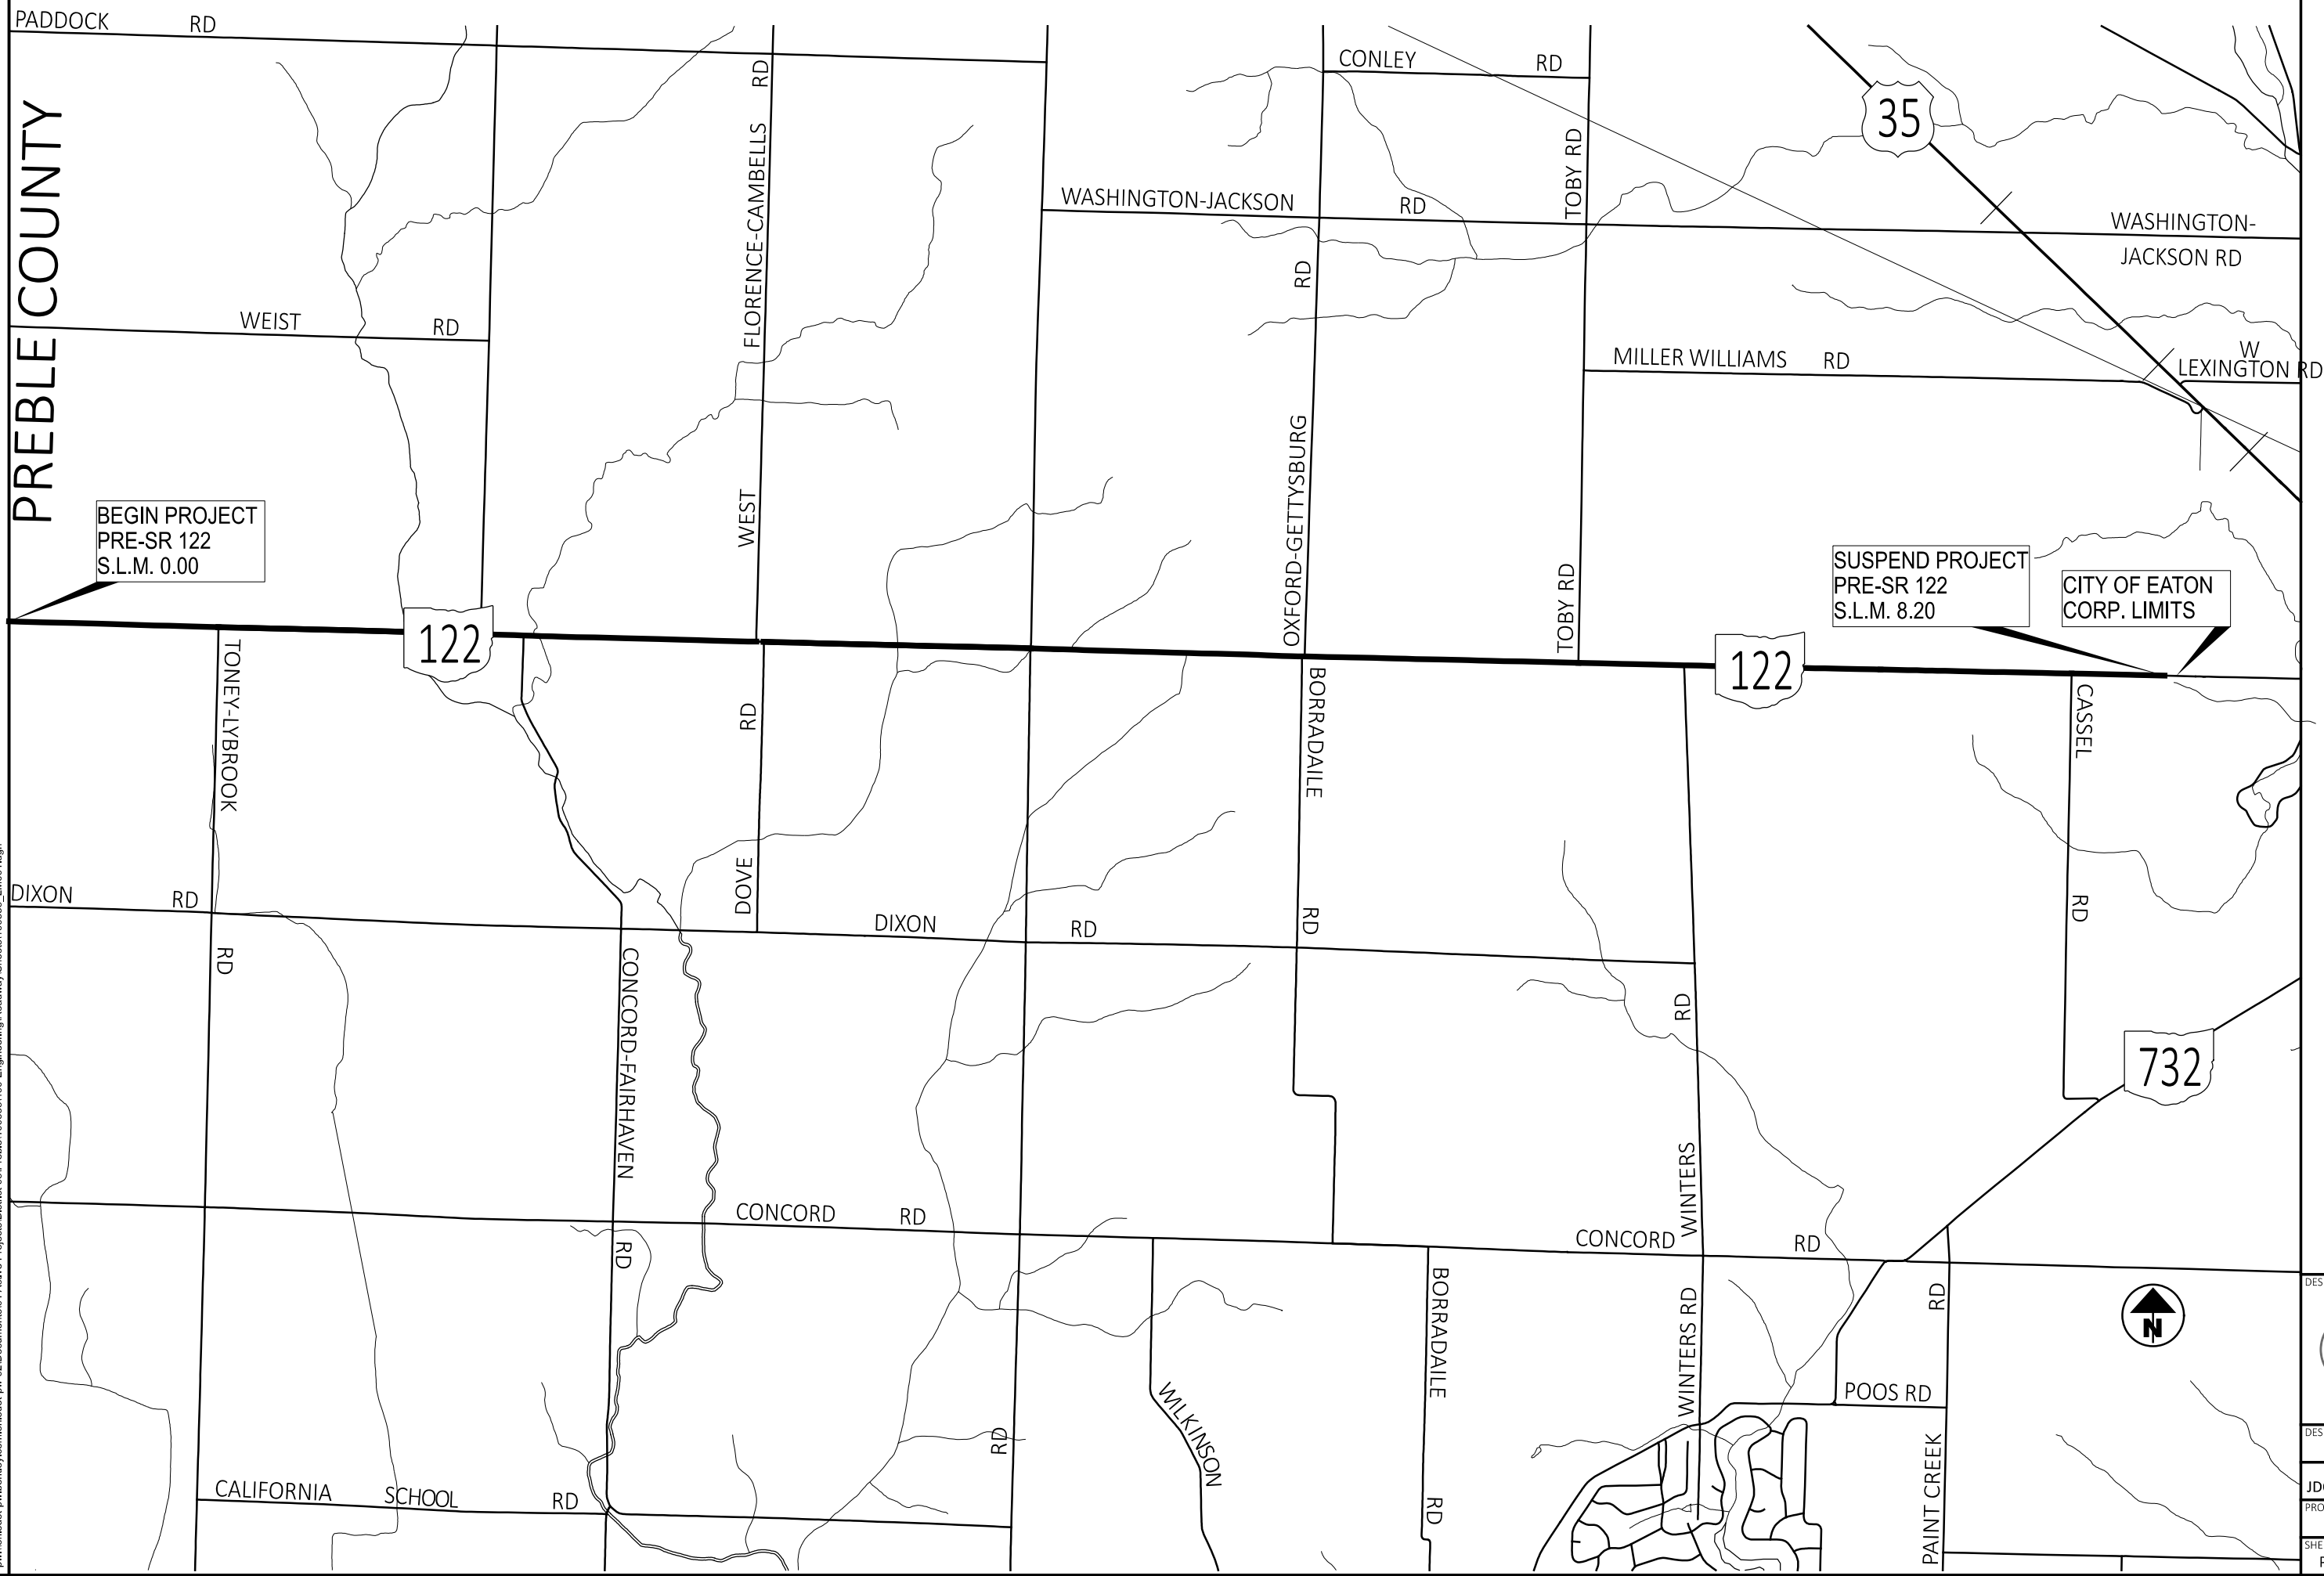 PADDOCK RD
PREBLE COUNTY
CONLEY RD
35
FLORENCE-CAMBELLS RD
TOBY RD
WASHINGTON-JACKSON RD
WASHINGTON-
JACKSON RD
RD
WEIST RD
MILLER WILLIAMS RD
W
LEXINGTON RD
OXFORD-GETTYSBURG
WEST
BEGIN PROJECT
PRE-SR 122
S.L.M. 0.00
SUSPEND PROJECT
PRE-SR 122
S.L.M. 8.20
CITY OF EATON
CORP. LIMITS
TOBY RD
122
122
TONEY-LYBROOK
RD
BORRADAILE
CASSEL
DOVE
DIXON RD
DIXON RD
RD
RD
RD
CONCORD-FAIRHAVEN
RD
732
WINTERS
CONCORD RD
CONCORD RD
RD
BORRADAILE
WINTERS RD
RD
N
WILKINSON
POOS RD
RD
PAINT CREEK
CALIFORNIA SCHOOL RD
RD
DES
DES
PRO
SHE